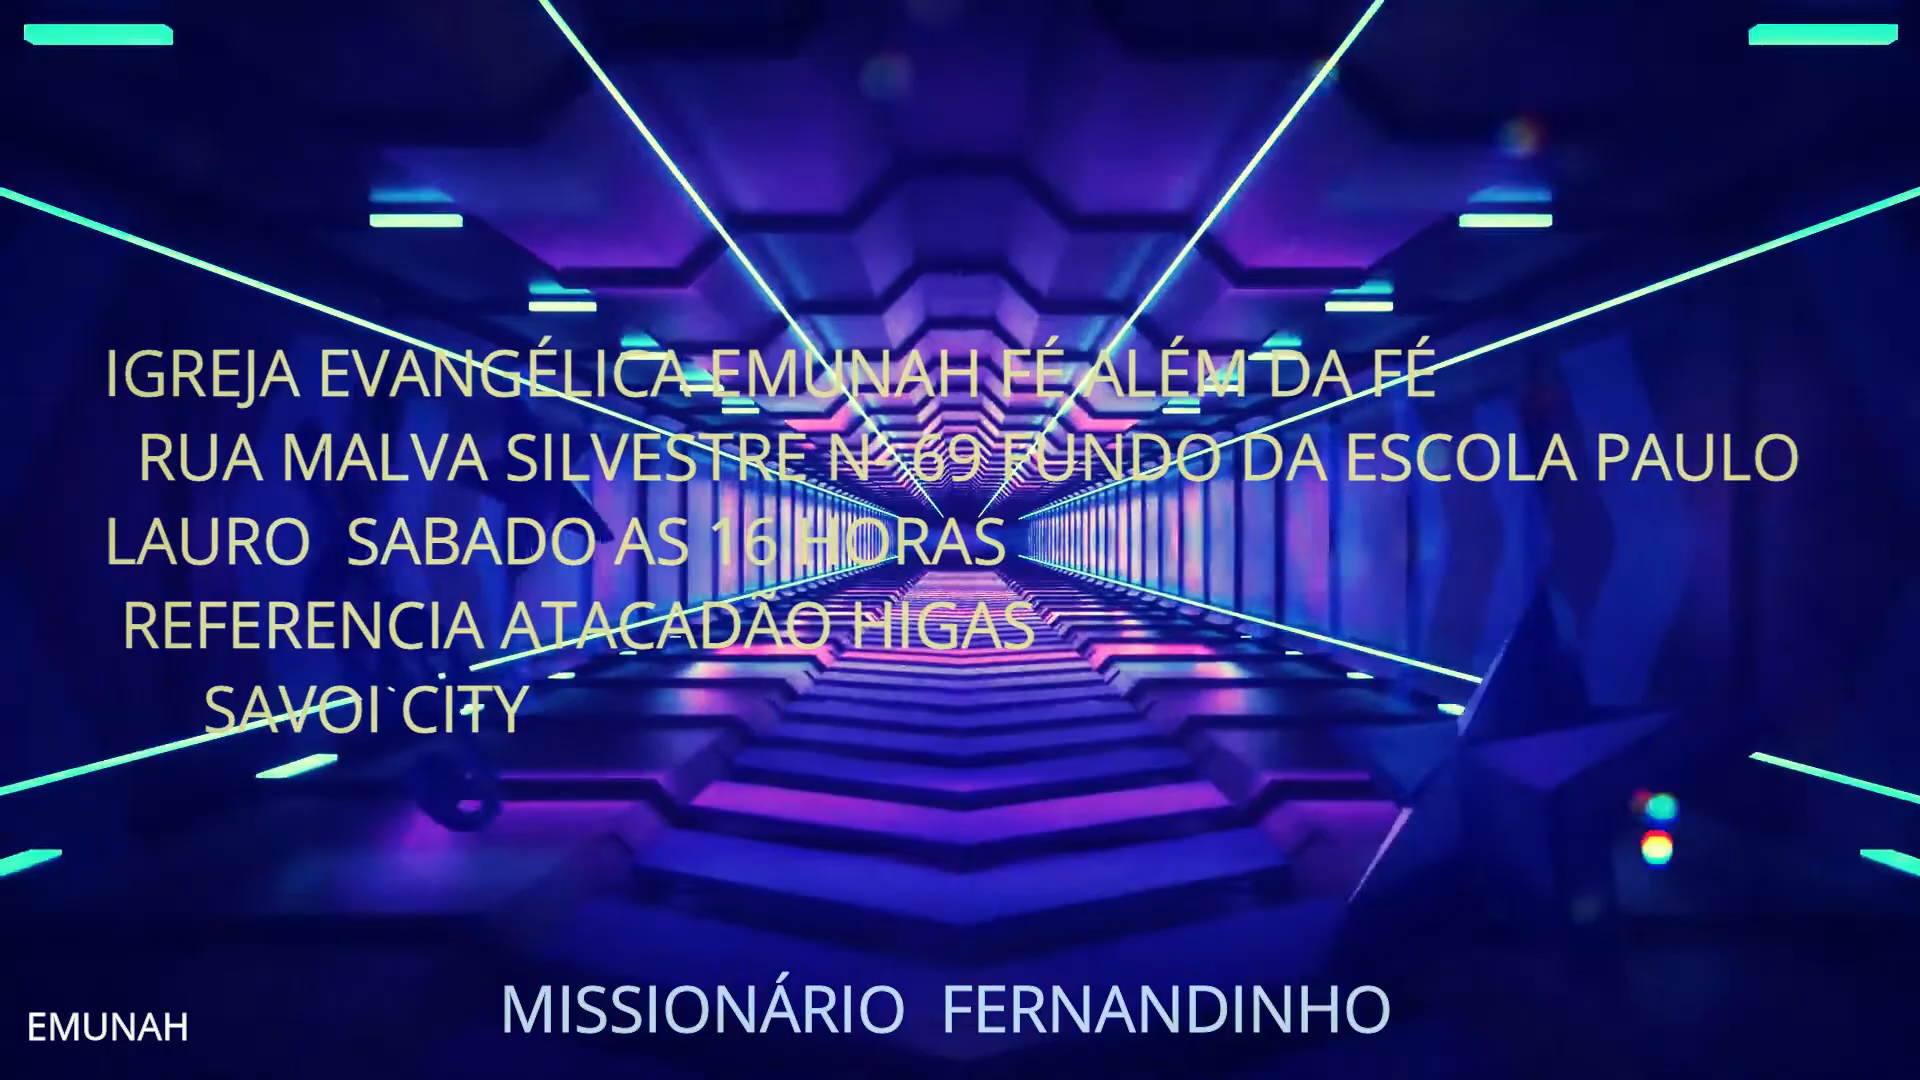 IGREJA EVANGÉLICA EMUNAH FÉ ALÉM DA FÉ
RUA MALVA SILVESTRE N- 69 FUNDO DA ESCOLA PAULO
LAURO SABADO AS 16 HORAS
REFERENCIA ATACADÃO HIGAS
SAVOI CITY
MISSIONÁRIO FERNANDINHO
EMUNAH